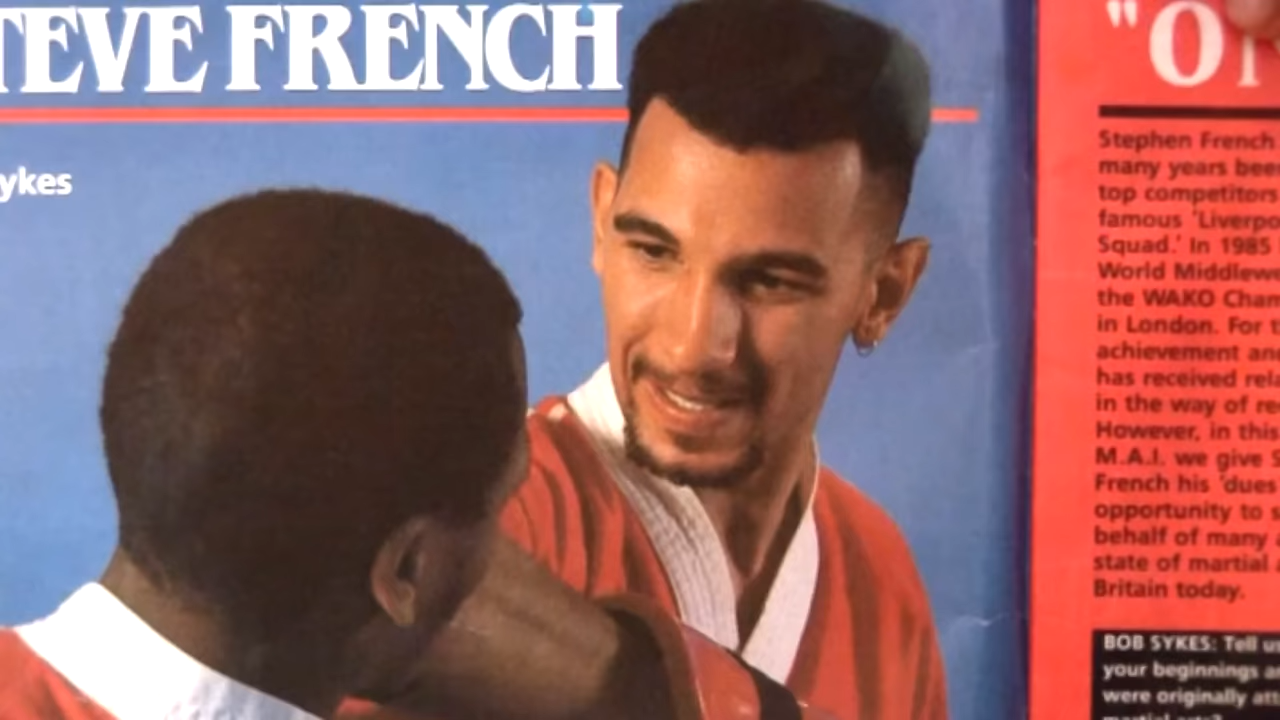 TEVE FRENCH
ykes
"O
Stephen French
many years bee
top competitors
famous 'Liverpo
Squad.' In 1985
World Middlewe
the WAKO Cham
in London. For t
achievement and
has received rela
in the way of re
However, in this
M.A.I. we give S
French his 'dues
opportunity to s
behalf of many a
state of martial a
Britain today.
BOB SYKES: Tell us
your beginnings a
were originally att